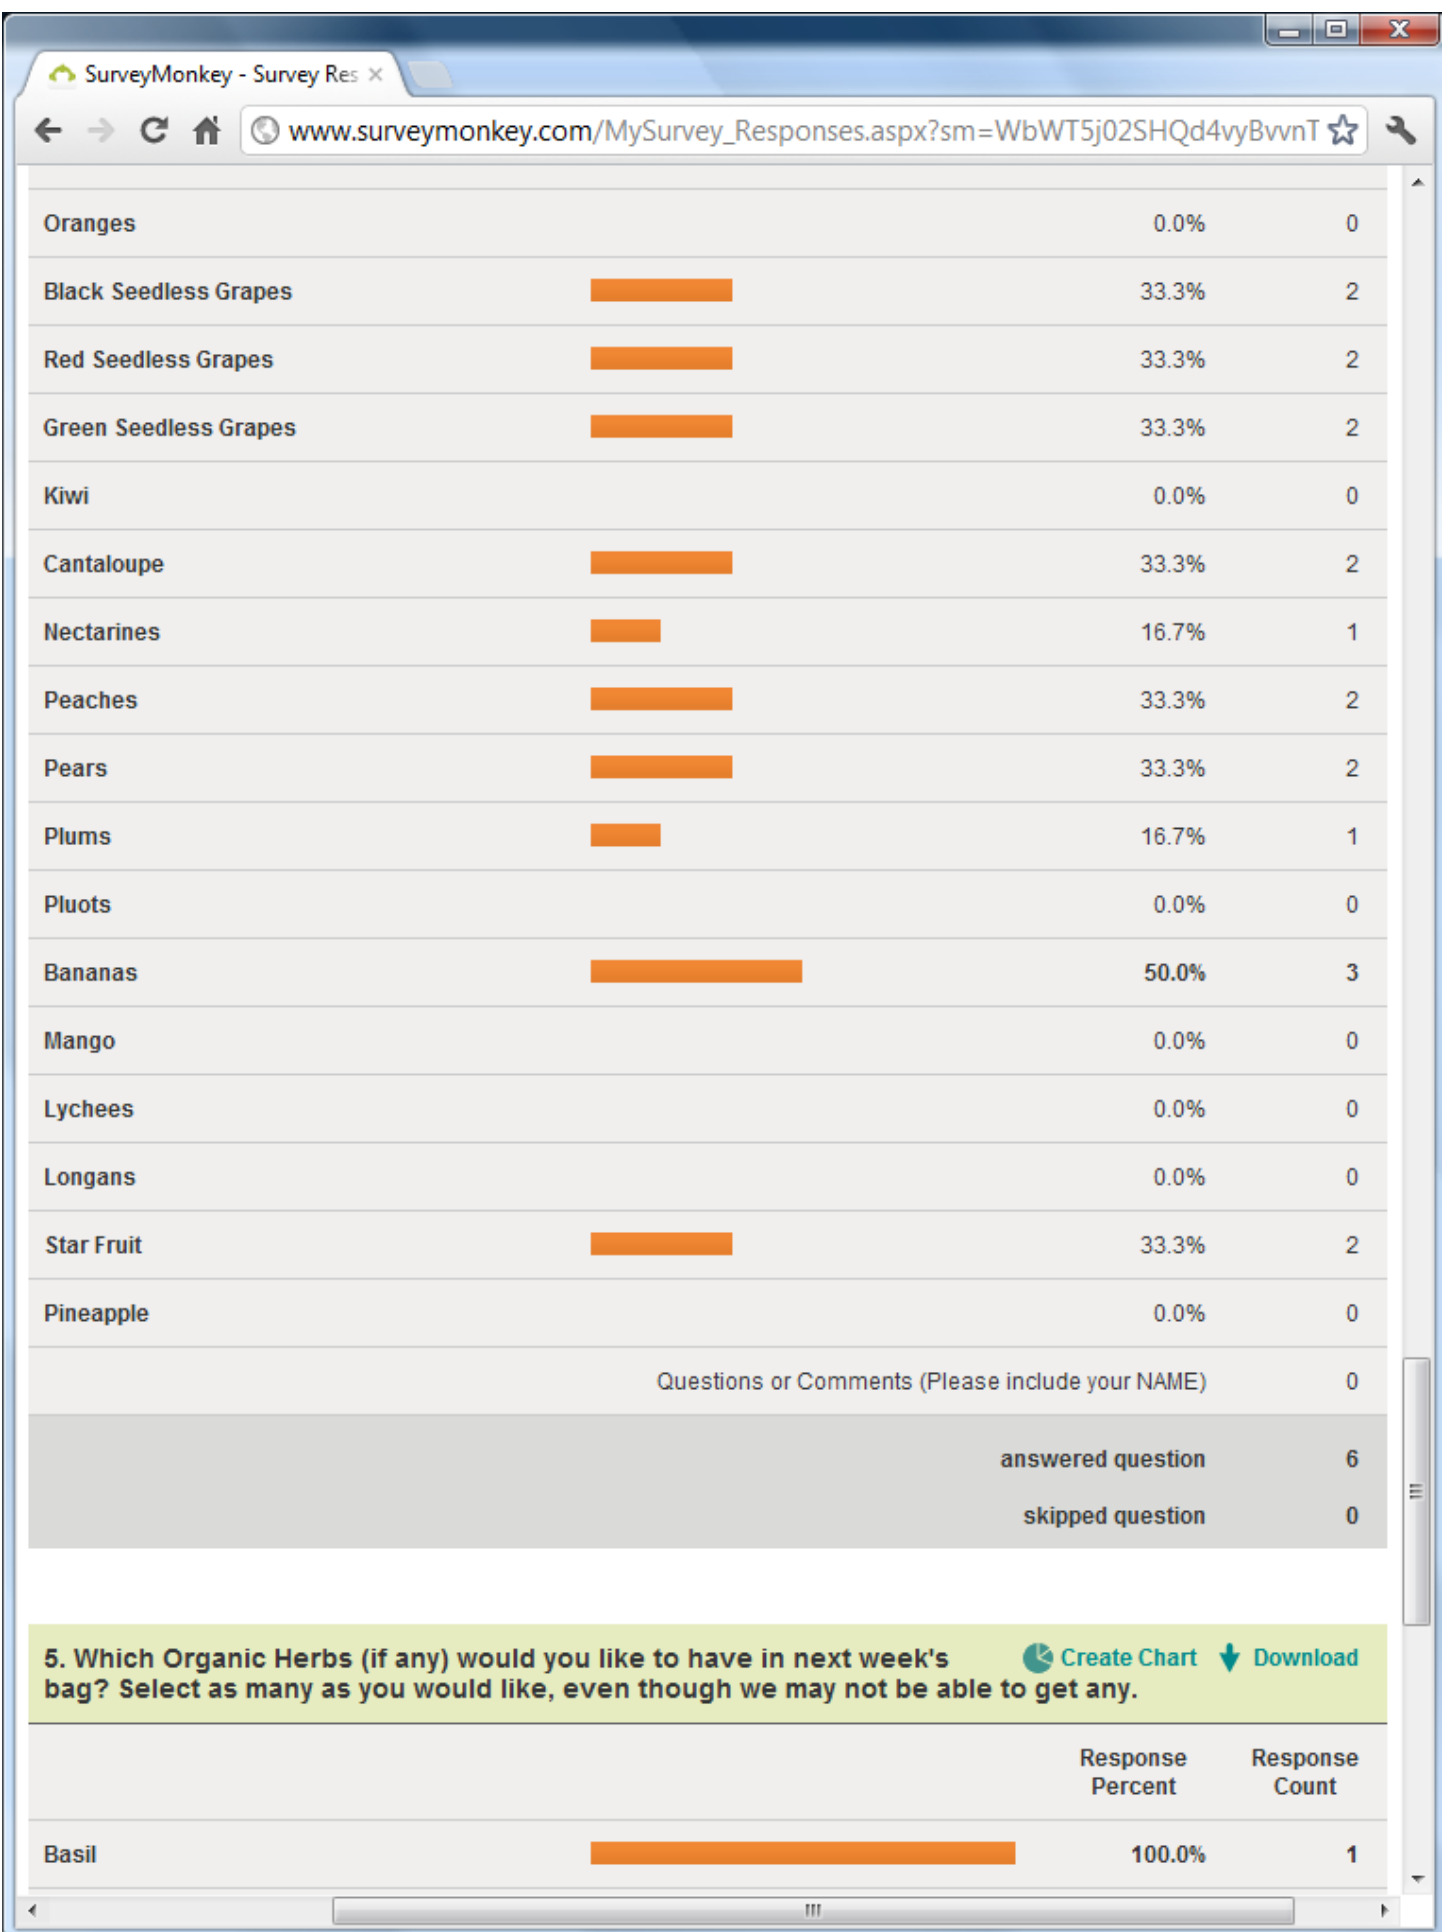 SurveyMonkey - Survey Res
www.surveymonkey.com/MySurvey_Responses.aspx?sm=WbWT5j02SHQd4vyBvvnT
Oranges 0.0% 0
Black Seedless Grapes 33.3% 2
Red Seedless Grapes 33.3% 2
Green Seedless Grapes 33.3% 2
Kiwi 0.0% 0
Cantaloupe 33.3% 2
Nectarines 16.7% 1
Peaches 33.3% 2
Pears 33.3% 2
Plums 16.7% 1
Pluots 0.0% 0
Bananas 50.0% 3
Mango 0.0% 0
Lychees 0.0% 0
Longans 0.0% 0
Star Fruit 33.3% 2
Pineapple 0.0% 0
Questions or Comments (Please include your NAME) 0
answered question 6
skipped question 0
5. Which Organic Herbs (if any) would you like to have in next week's Create Chart Download
bag? Select as many as you would like, even though we may not be able to get any.
Response Response
Percent Count
Basil 100.0% 1